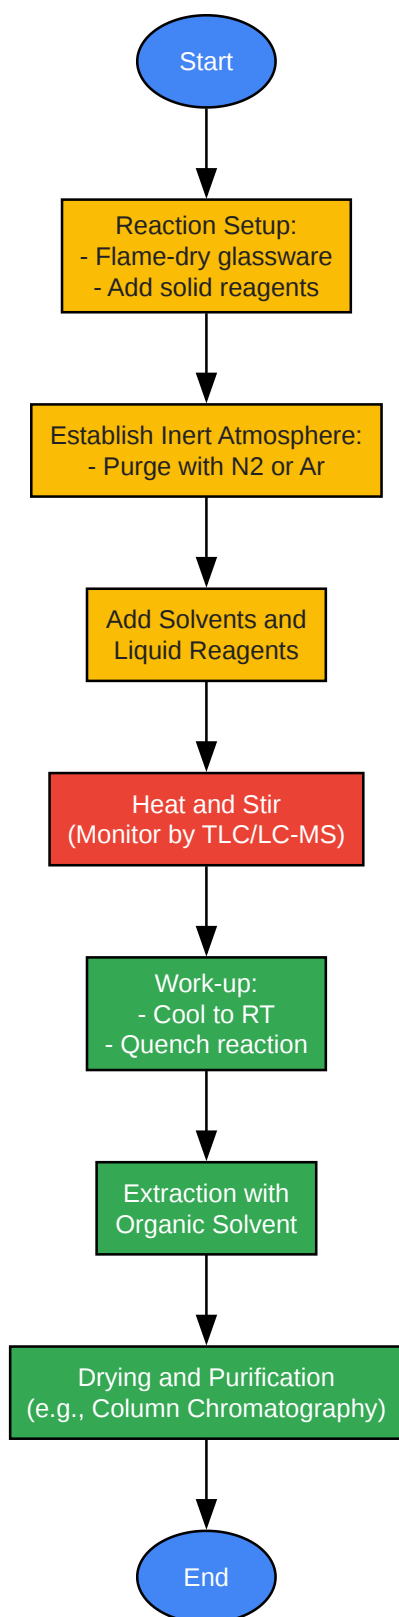 Start
Reaction Setup:
- Flame-dry glassware
- Add solid reagents
Establish Inert Atmosphere:
- Purge with N2 or Ar
Add Solvents and
Liquid Reagents
Heat and Stir
(Monitor by TLC/LC-MS)
Work-up:
- Cool to RT
- Quench reaction
Extraction with
Organic Solvent
Drying and Purification
(e.g., Column Chromatography)
End